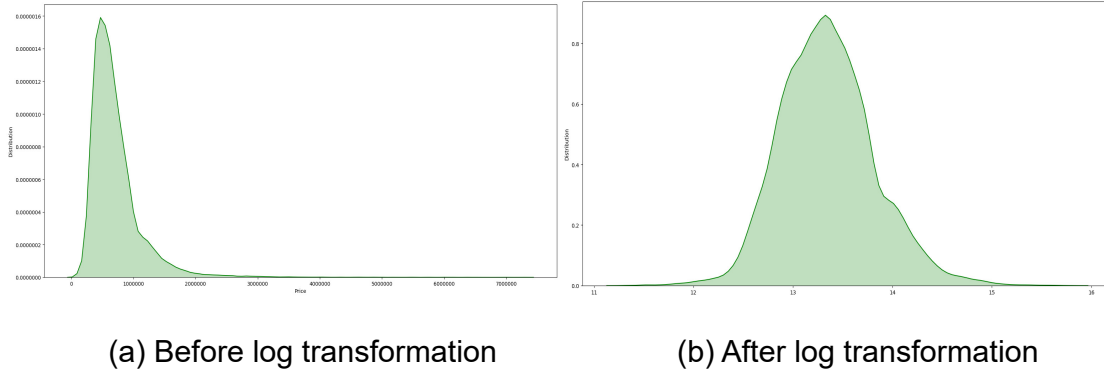 0.0000016
0.0000014
0.0000012
0.0000010
0.0000008
0.0000006
0.0000004
0.0000002
0.0000000
Distribution
0 1000000 2000000 3000000 4000000 5000000 6000000 7000000
Price
0.8
0.6
0.4
0.2
0.0
Distribution
11 12 13 14 15 16
(a) Before log transformation
(b) After log transformation